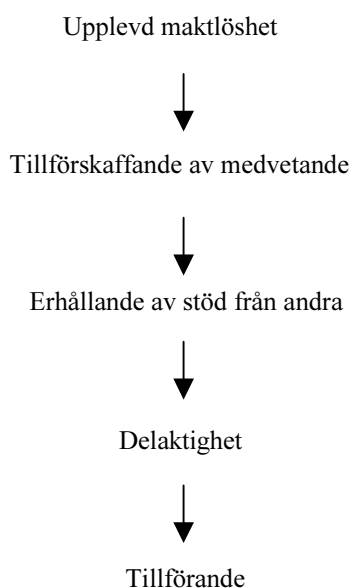 Upplevd maktlöshet
Tillförskaffande av medvetande
Erhållande av stöd från andra
Delaktighet
Tillförande